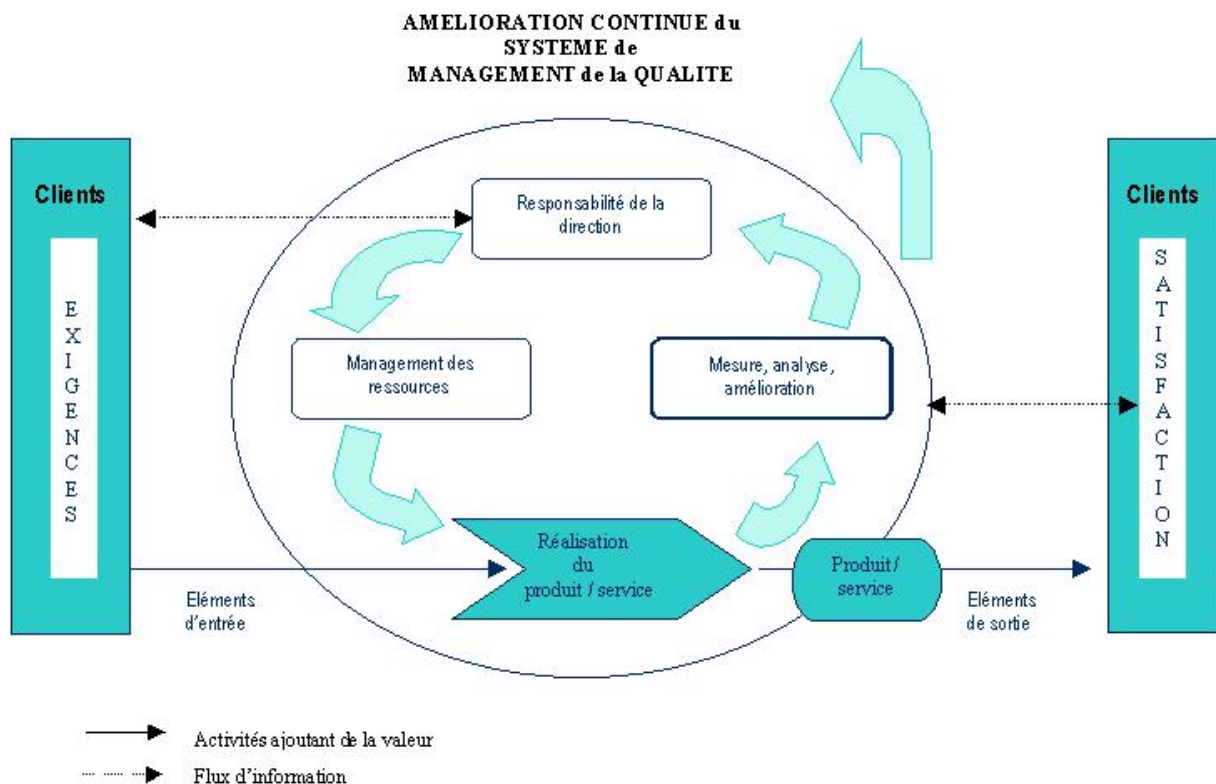 AMELIORATION CONTINUE du
SYSTEME de
MANAGEMENT de la QUALITE
Clients
EXIGENCES
Responsabilité de la
direction
Management des
ressources
Mesure, analyse,
amélioration
Réalisation
du
produit / service
Produit /
service
Eléments
d'entrée
Eléments
de sortie
Clients
SATISFACTION
Activités ajoutant de la valeur
Flux d'information